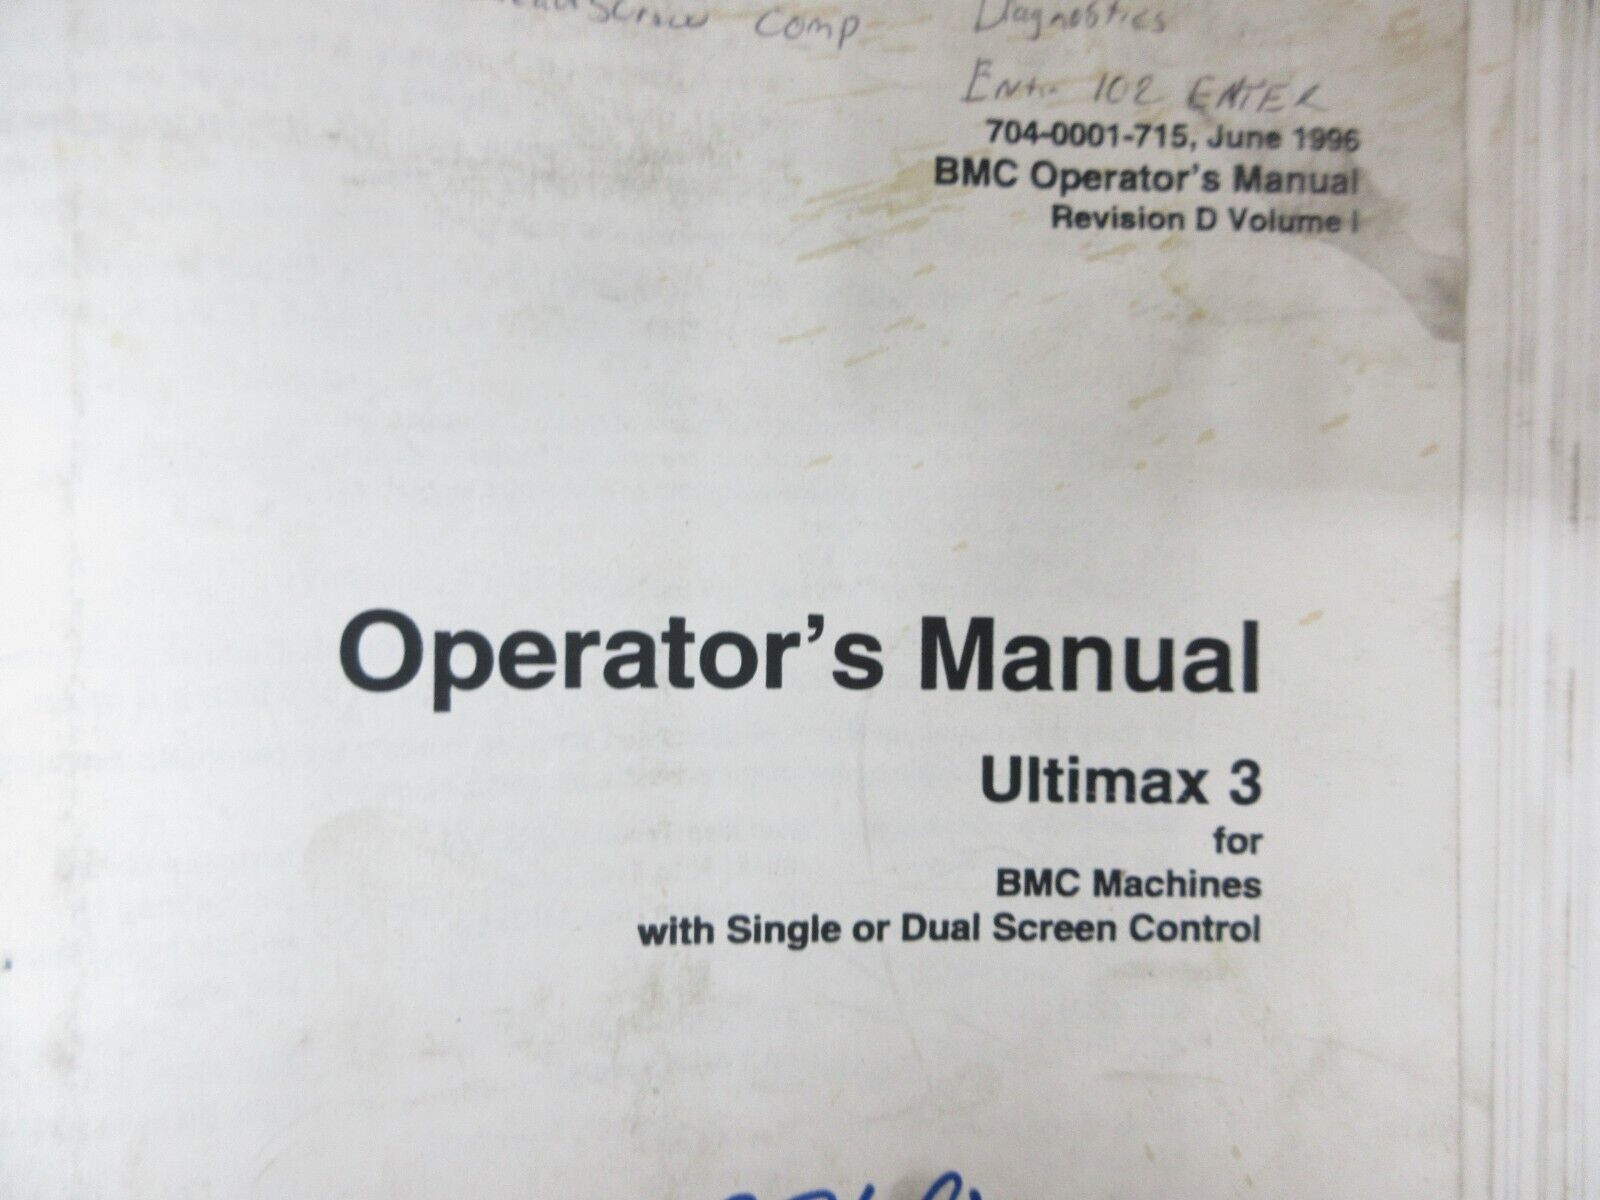 Screw Comp Diagnostics
Enter 102 ENTER
704-0001-715, June 1996
BMC Operator's Manual
Revision D Volume I
Operator's Manual
Ultimax 3
for
BMC Machines
with Single or Dual Screen Control